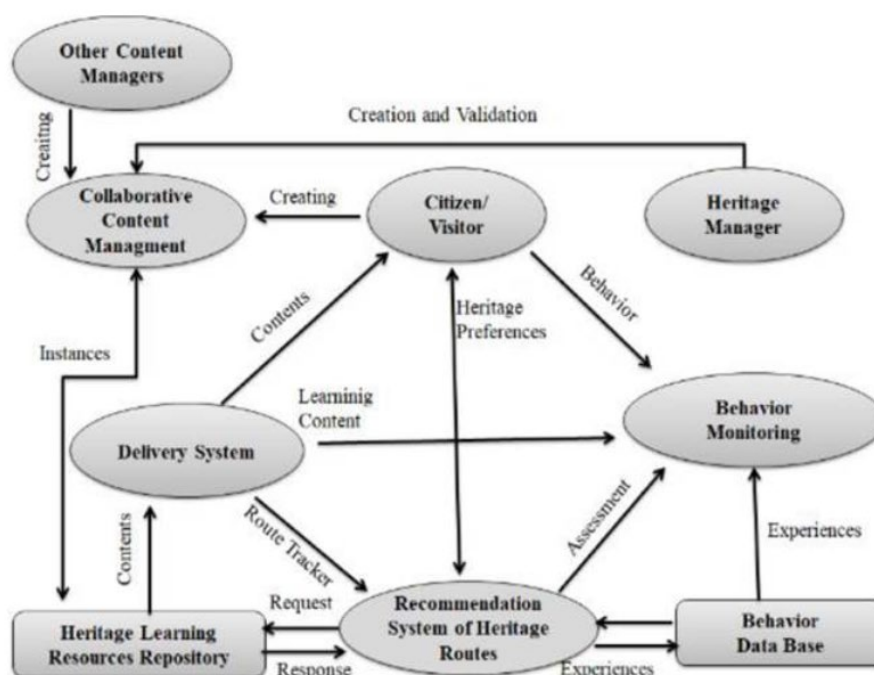 Other Content
Managers
Creaitng
Creation and Validation
Collaborative
Content
Managment
Creating
Citizen/
Visitor
Heritage
Manager
Contents
Heritage
Preferences
Behavior
Instances
Learninig
Content
Delivery System
Behavior
Monitoring
Contents
Route Tracker
Assessment
Experiences
Request
Heritage Learning
Resources Repository
Response
Recommendation
System of Heritage
Routes
Experiences
Behavior
Data Base